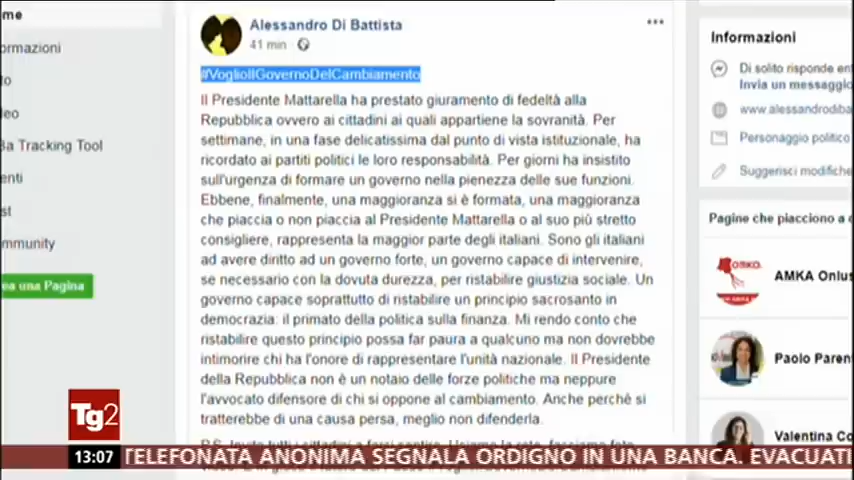 me
Alessandro Di Battista
41 min
ormazioni
#VoglioIlGovernoDelCambiamento
Il Presidente Mattarella ha prestato giuramento di fedeltà alla
Repubblica ovvero ai cittadini ai quali appartiene la sovranità. Per
settimane, in una fase delicatissima dal punto di vista istituzionale, ha
ricordato ai partiti politici le loro responsabilità. Per giorni ha insistito
sull'urgenza di formare un governo nella pienezza delle sue funzioni.
Ebbene, finalmente, una maggioranza si è formata, una maggioranza
che piaccia o non piaccia al Presidente Mattarella o al suo più stretto
consigliere, rappresenta la maggior parte degli italiani. Sono gli italiani
ad avere diritto ad un governo forte, un governo capace di intervenire,
se necessario con la dovuta durezza, per ristabilire giustizia sociale. Un
governo capace soprattutto di ristabilire un principio sacrosanto in
democrazia: il primato della politica sulla finanza. Mi rendo conto che
ristabilire questo principio possa far paura a qualcuno ma non dovrebbe
intimorire chi ha l'onore di rappresentare l'unità nazionale. Il Presidente
della Repubblica non è un notaio delle forze politiche ma neppure
l'avvocato difensore di chi si oppone al cambiamento. Anche perchè si
tratterebbe di una causa persa, meglio non difenderla.
to
deo
Ba Tracking Tool
enti
st
mmunity
ea una Pagina
Informazioni
Di solito risponde ent
Invia un messaggio
www.alessandrodiba
Personaggio politico
Suggerisci modifiche
Pagine che piacciono a
AMKA Onlus
Paolo Paren
Valentina Co
Tg2
13:07 TELEFONATA ANONIMA SEGNALA ORDIGNO IN UNA BANCA. EVACUATI